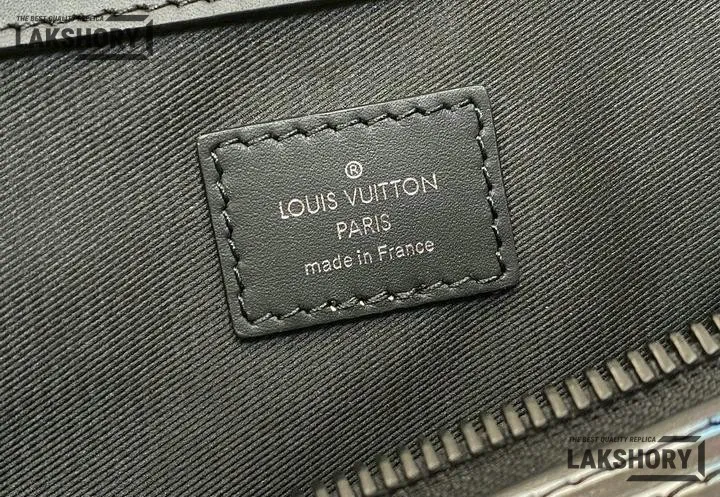 THE BEST QUALITY REPLICA
LAKSHORY
®
LOUIS VUITTON
PARIS
made in France
THE BEST QUALITY REPLICA
LAKSHORY